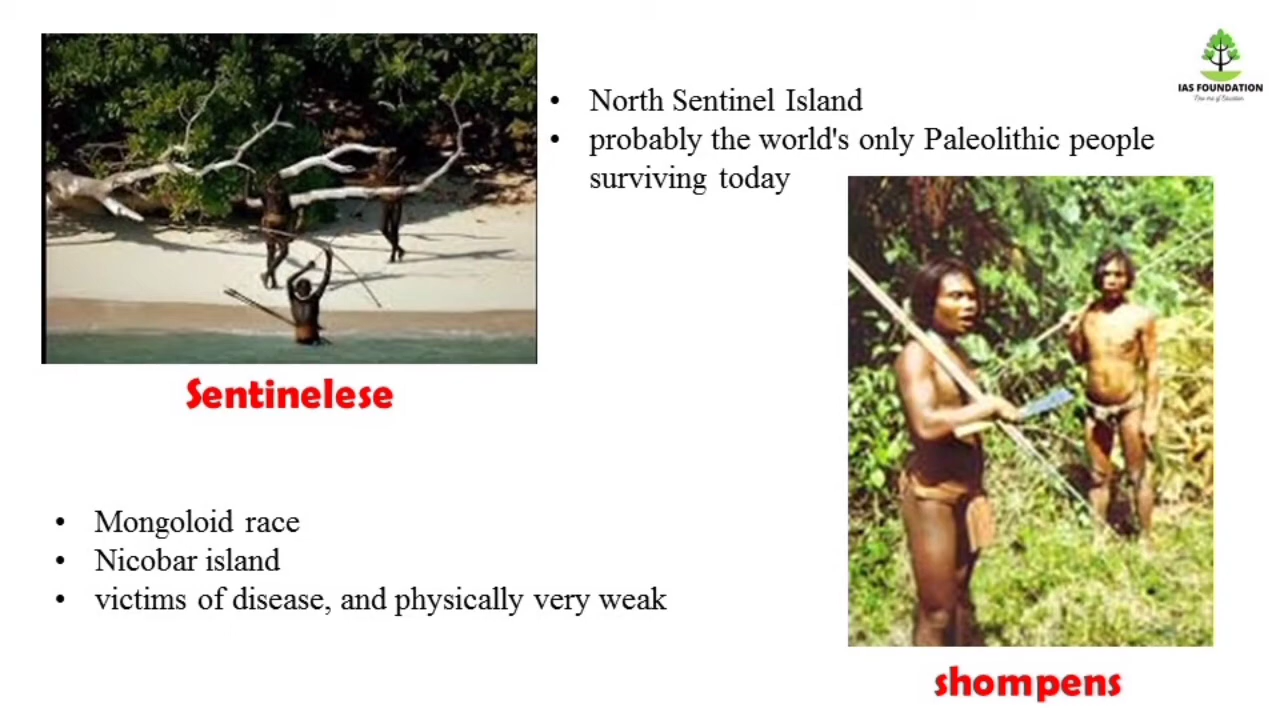 IAS FOUNDATION
• North Sentinel Island
• probably the world's only Paleolithic people
surviving today
Sentinelese
• Mongoloid race
• Nicobar island
• victims of disease, and physically very weak
shompens